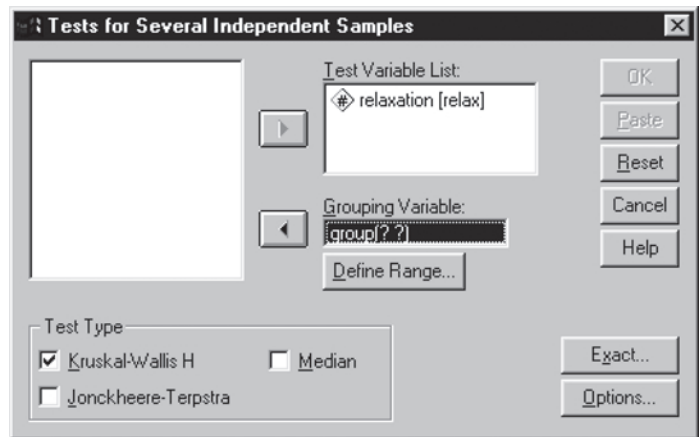 Tests for Several Independent Samples
Test Variable List:
# relaxation [relax]
Grouping Variable:
group(? ?)
Define Range...
OK
Paste
Reset
Cancel
Help
Test Type
Kruskal-Wallis H
Median
Jonckheere-Terpstra
Exact...
Options...